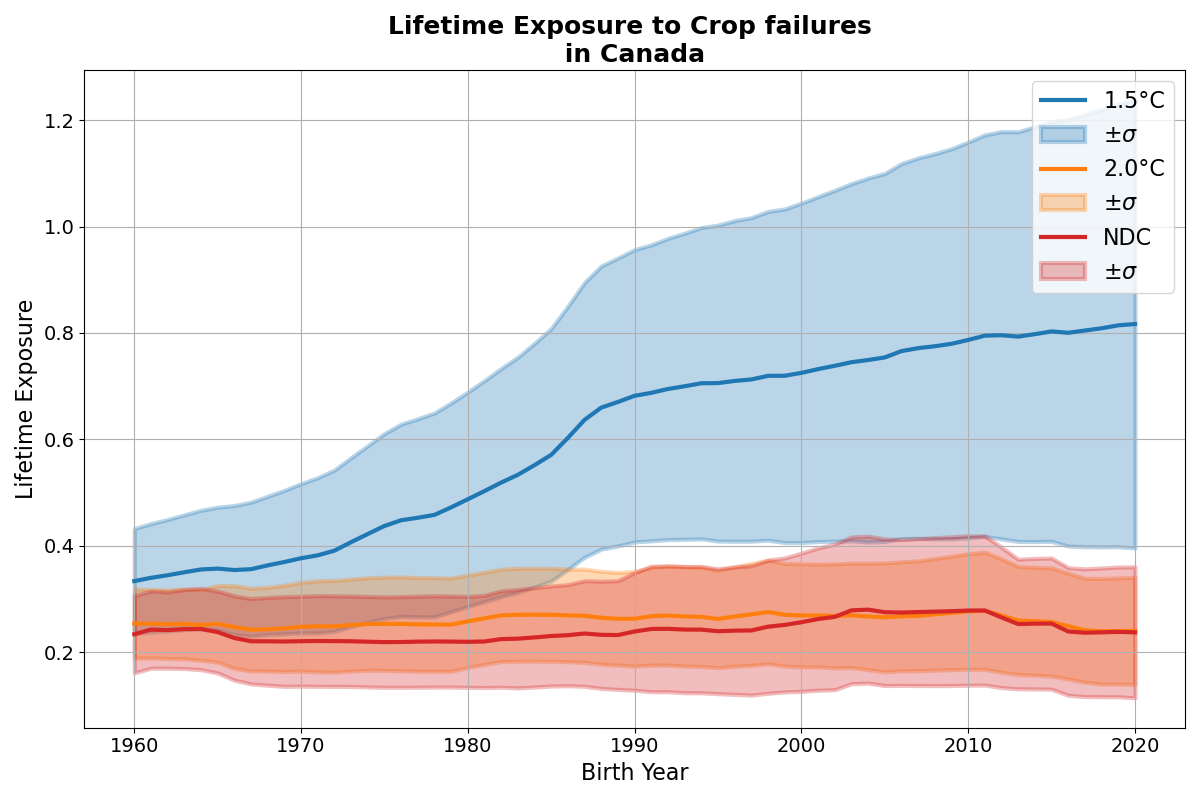 Lifetime Exposure to Crop failures
in Canada
Lifetime Exposure
1.2
1.0
0.8
0.6
0.4
0.2
1960 1970 1980 1990 2000 2010 2020
Birth Year
1.5°C
±σ
2.0°C
±σ
NDC
±σ